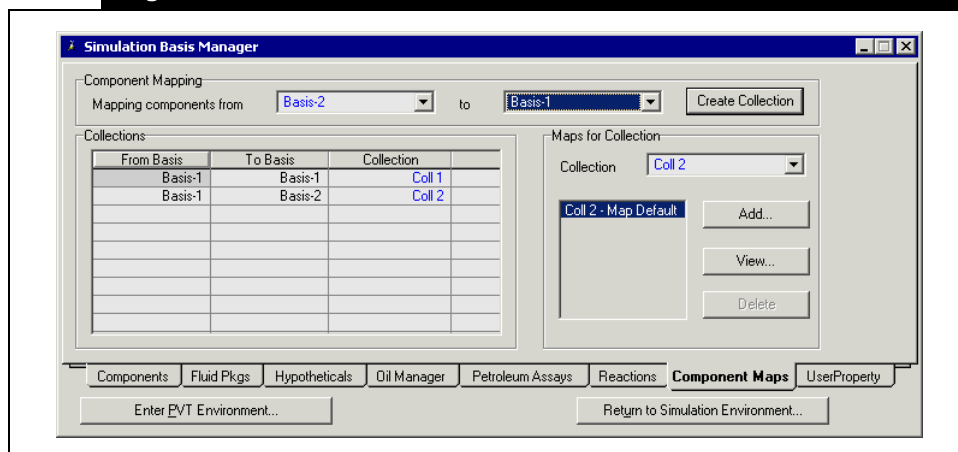 Simulation Basis Manager
Component Mapping
Mapping components from Basis-2 to Basis-1 Create Collection
Collections
From Basis To Basis Collection
Basis-1 Basis-1 Coll 1
Basis-1 Basis-2 Coll 2
Maps for Collection
Collection Coll 2
Coll 2 - Map Default
Add...
View...
Delete
Components Fluid Pkgs Hypotheticals Oil Manager Petroleum Assays Reactions Component Maps UserProperty
Enter PVT Environment... Return to Simulation Environment...